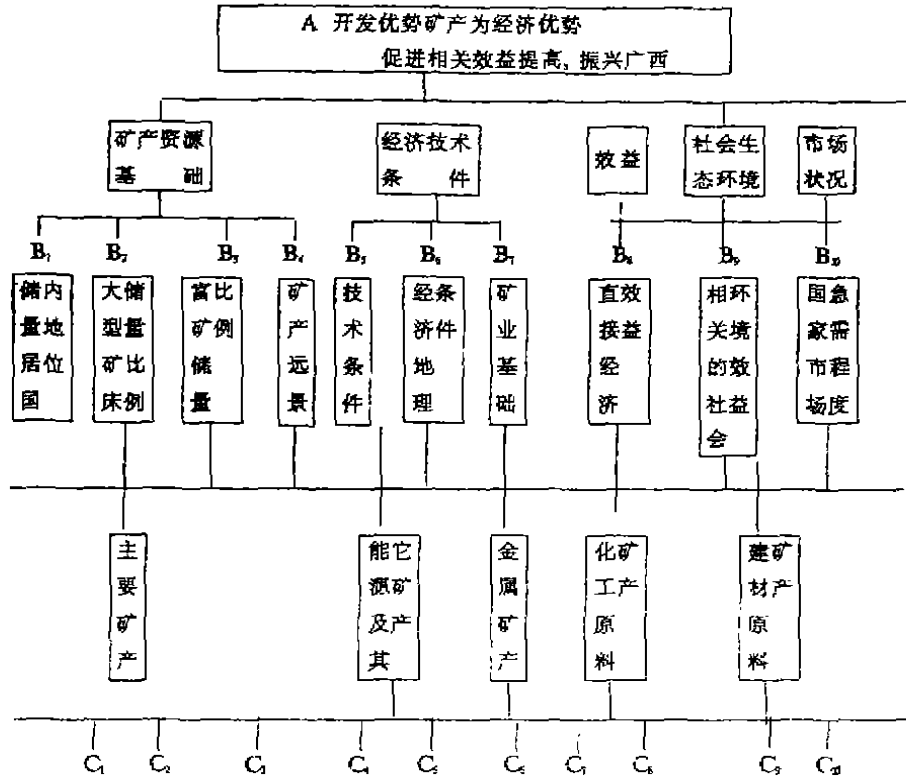 A 开发优势矿产为经济优势
促进相关效益提高, 振兴广西
矿产资源
基础
经济技术
条件
效益
社会生
态环境
市场
状况
B₁
B₂
B₃
B₄
B₅
B₆
B₇
B₈
B₉
B₁₀
储量居国
内地位
大型矿床
储量比例
富矿储量
比例
矿产远景
技术条件
经济地理
条件
矿业基础
直接经济
效益
相关的社会
环境效益
国家市场
急需程度
主要矿产
能源及其
它矿产
金属矿产
化工原料
矿产
建材原料
矿产
C₁
C₂
C₃
C₄
C₅
C₆
C₇
C₈
C₉
C₁₀